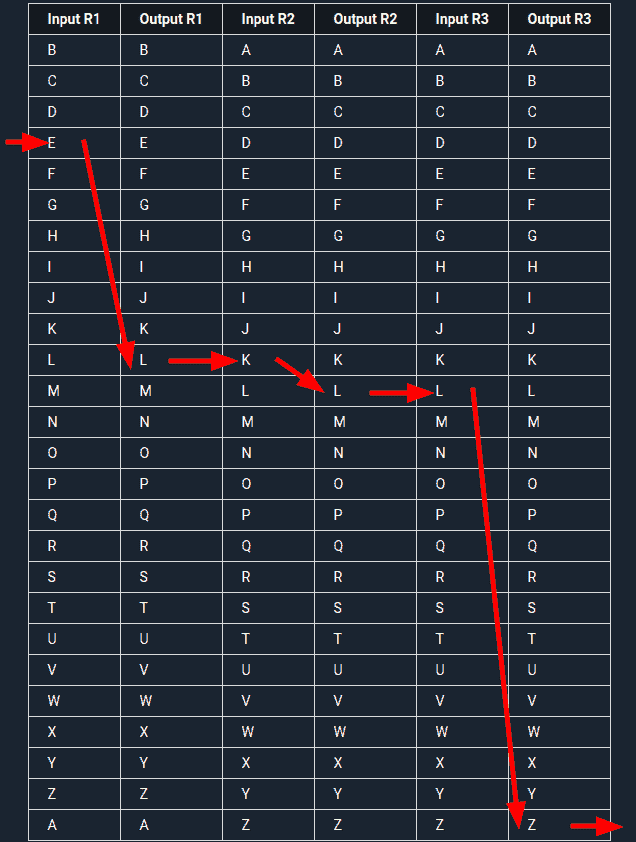 Input R1 Output R1 Input R2 Output R2 Input R3 Output R3
B B A A A A
C C B B B B
D D C C C C
E E D D D D
F F E E E E
G G F F F F
H H G G G G
I I H H H H
J J I I I I
K K J J J J
L L K K K K
M M L L L L
N N M M M M
O O N N N N
P P O O O O
Q Q P P P P
R R Q Q Q Q
S S R R R R
T T S S S S
U U T T T T
V V U U U U
W W V V V V
X X W W W W
Y Y X X X X
Z Z Y Y Y Y
A A Z Z Z Z